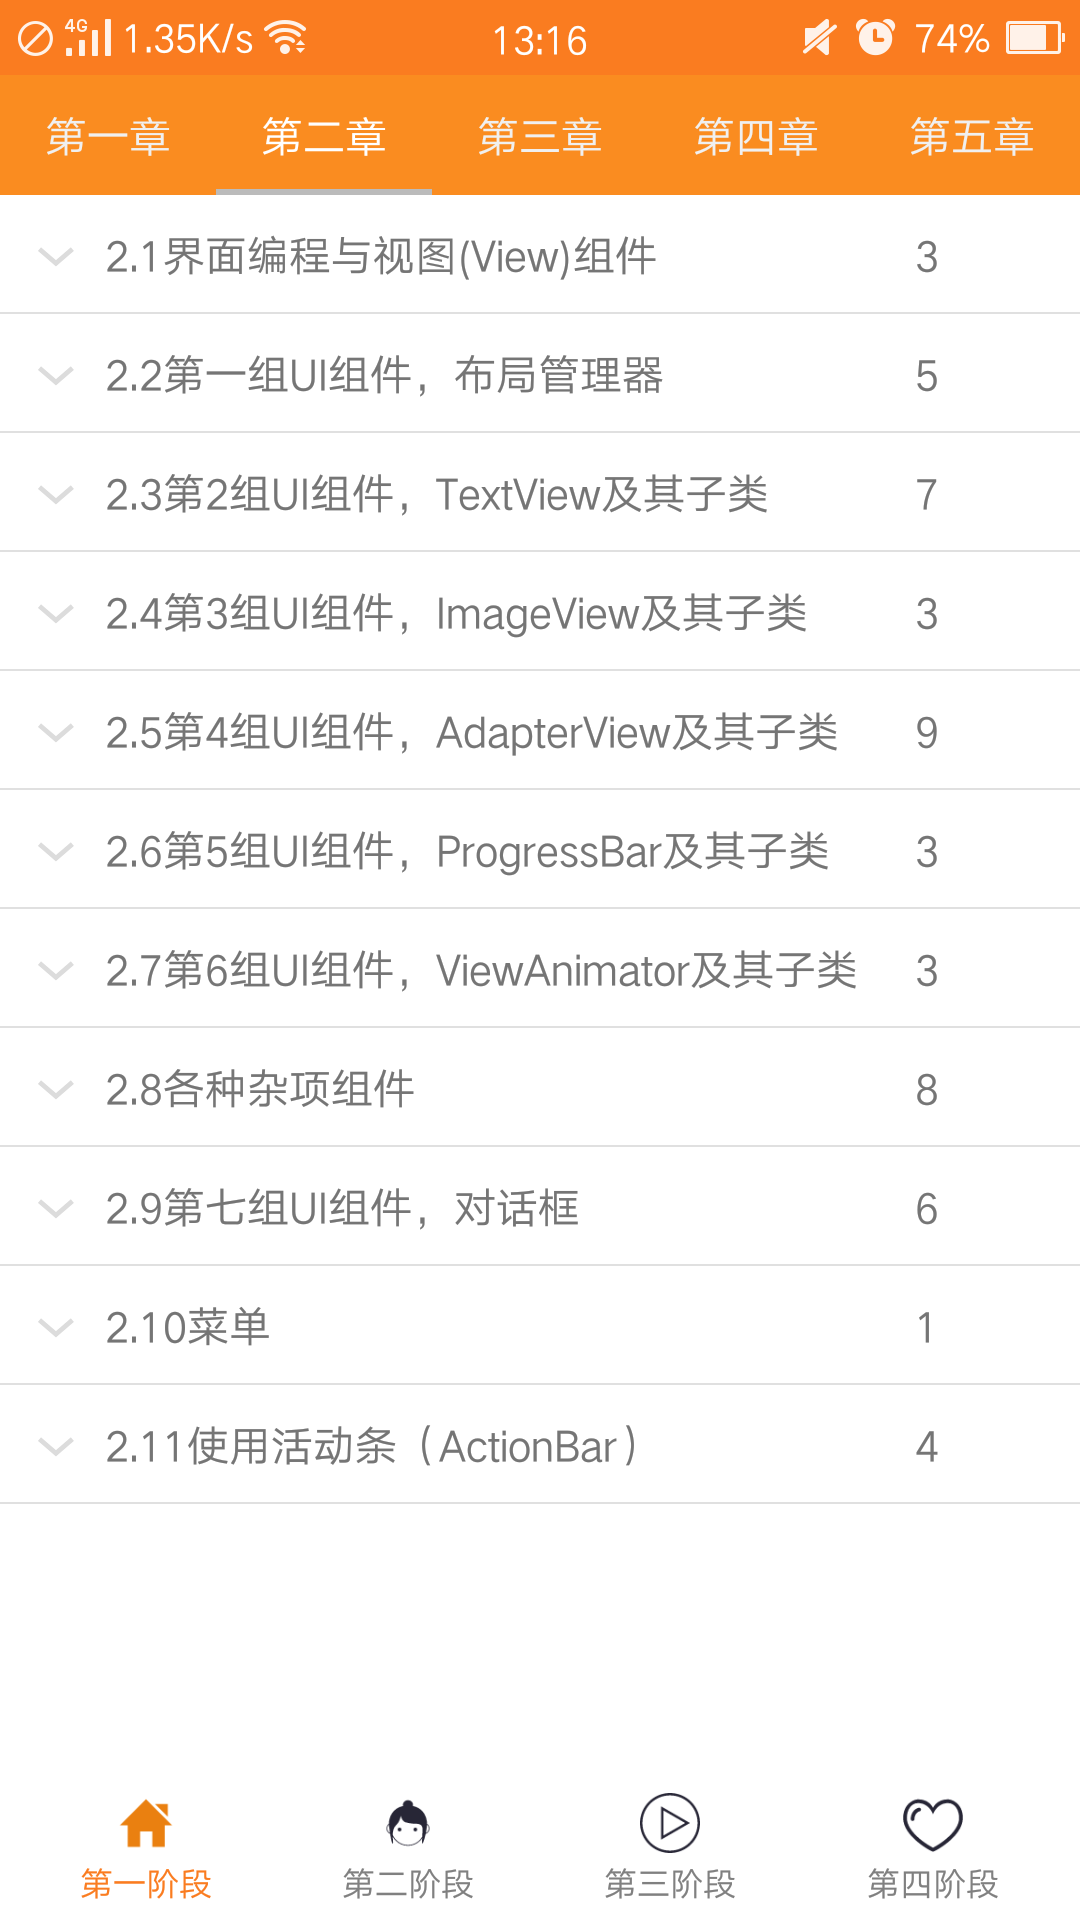 4G 1.35K/s 13:16 74%
第一章 第二章 第三章 第四章 第五章
2.1界面编程与视图(View)组件 3
2.2第一组UI组件，布局管理器 5
2.3第2组UI组件，TextView及其子类 7
2.4第3组UI组件，ImageView及其子类 3
2.5第4组UI组件，AdapterView及其子类 9
2.6第5组UI组件，ProgressBar及其子类 3
2.7第6组UI组件，ViewAnimator及其子类 3
2.8各种杂项组件 8
2.9第七组UI组件，对话框 6
2.10菜单 1
2.11使用活动条（ActionBar） 4
第一阶段 第二阶段 第三阶段 第四阶段